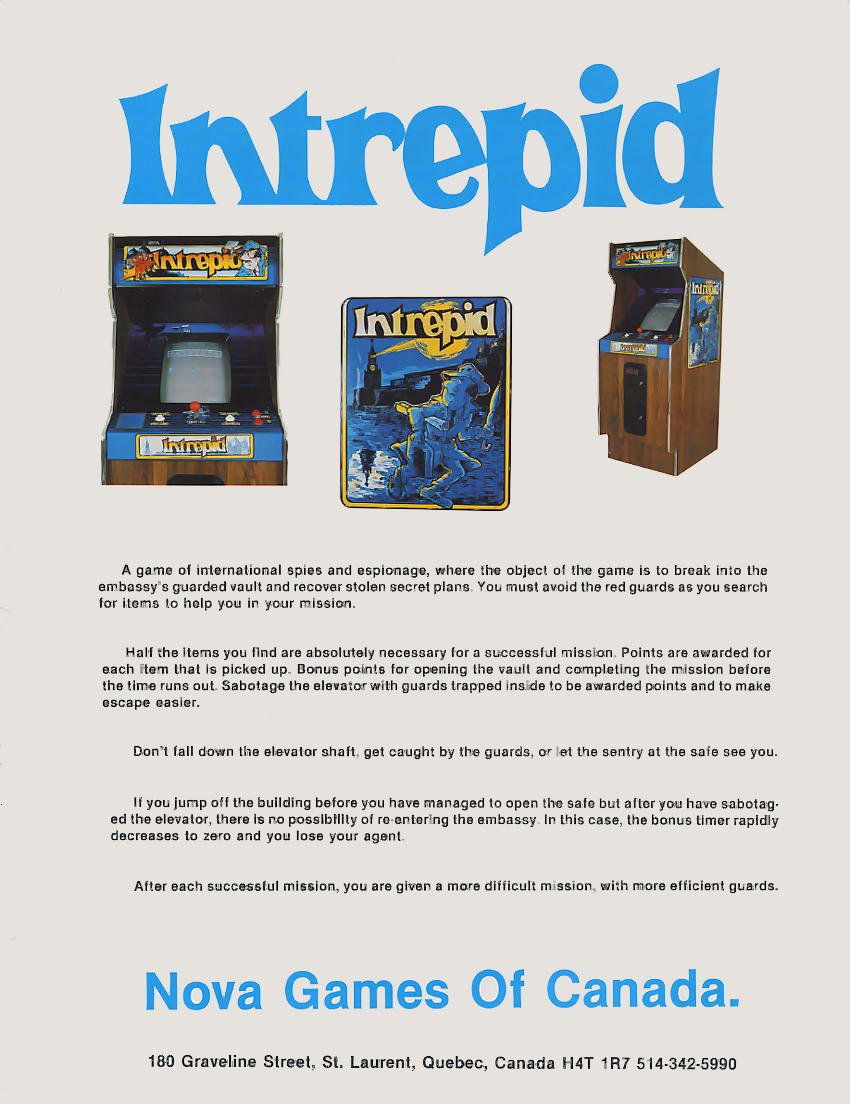 Intrepid
Intrepid
Intrepid
Intrepid
Intrepid
Intrepid
Intrepid
A game of international spies and espionage, where the object of the game is to break into the
embassy's guarded vault and recover stolen secret plans. You must avoid the red guards as you search
for items to help you in your mission.
Half the items you find are absolutely necessary for a successful mission. Points are awarded for
each item that is picked up. Bonus points for opening the vault and completing the mission before
the time runs out. Sabotage the elevator with guards trapped inside to be awarded points and to make
escape easier.
Don't fall down the elevator shaft, get caught by the guards, or let the sentry at the safe see you.
If you jump off the building before you have managed to open the safe but after you have sabotag-
ed the elevator, there is no possibility of re-entering the embassy. In this case, the bonus timer rapidly
decreases to zero and you lose your agent.
After each successful mission, you are given a more difficult mission, with more efficient guards.
Nova Games Of Canada.
180 Graveline Street, St. Laurent, Quebec, Canada H4T 1R7 514-342-5990